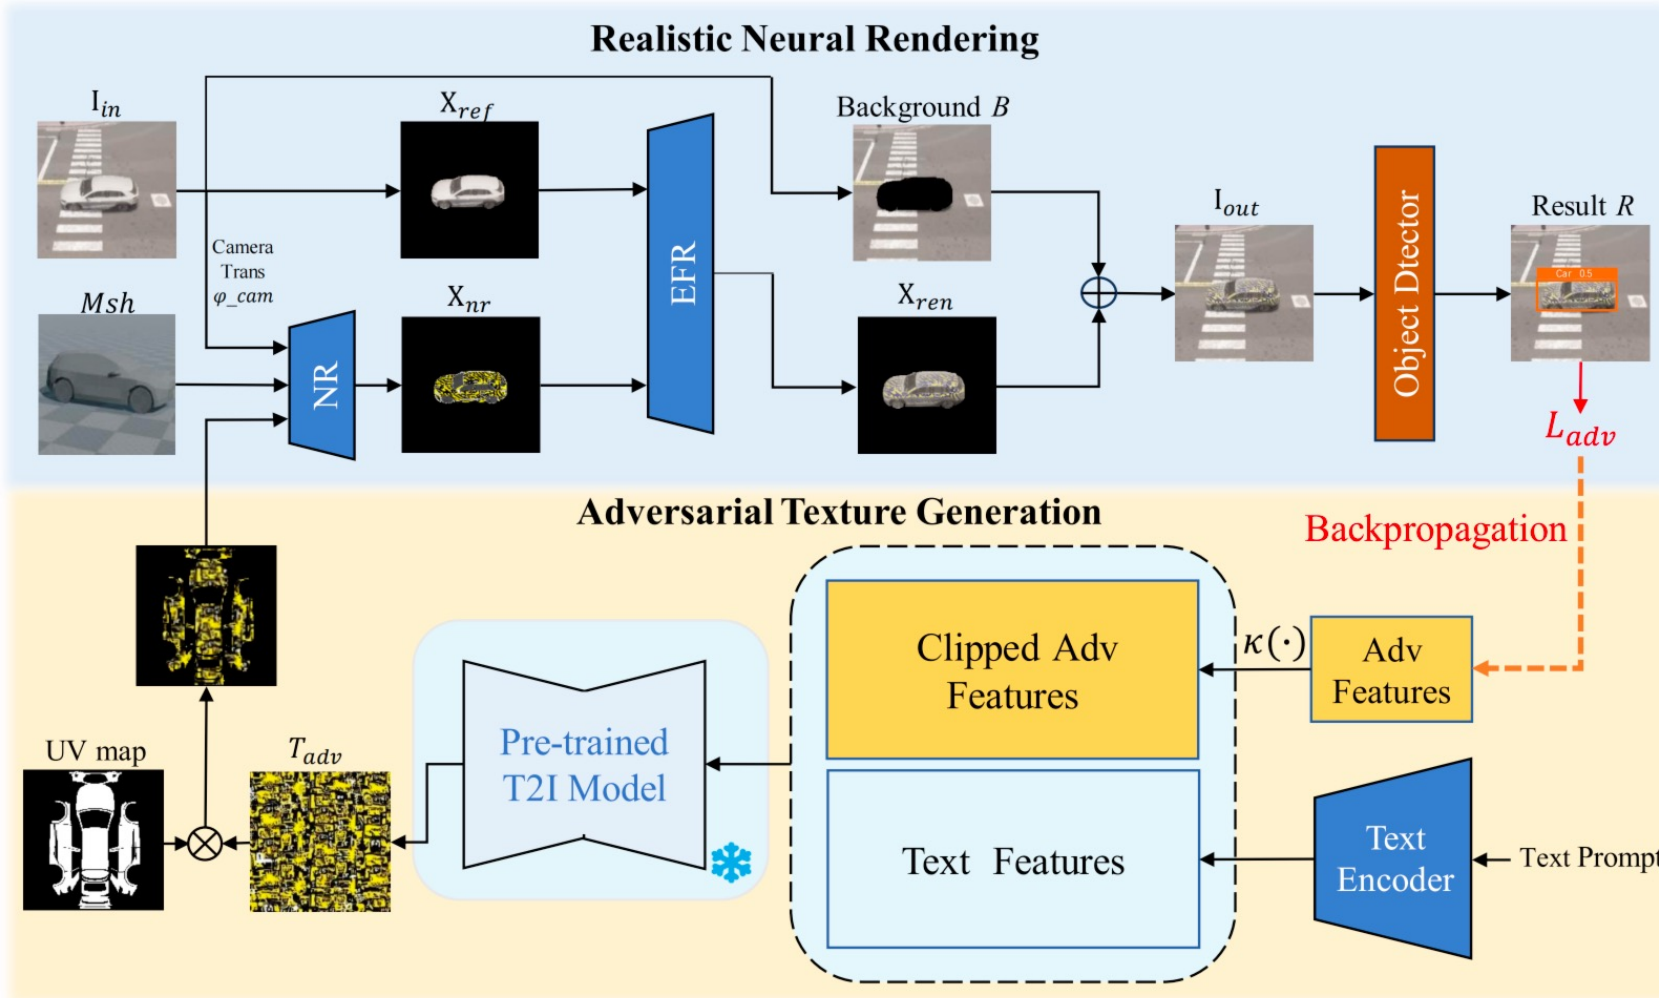 Realistic Neural Rendering
I_in
X_ref
Background B
Camera
Trans
φ_cam
Msh
X_nr
NR
EFR
X_ren
I_out
Object Dtector
Result R
Car 0.5
L_adv
Adversarial Texture Generation
Backpropagation
Clipped Adv
Features
κ(·)
Adv
Features
Pre-trained
T2I Model
UV map
T_adv
Text Features
Text
Encoder
Text Prompt